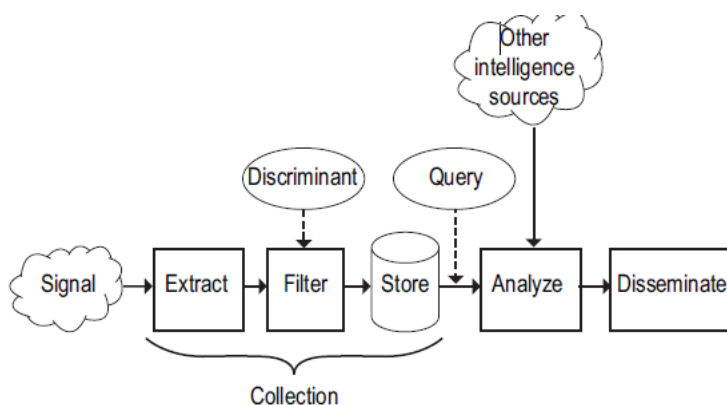 Other
intelligence
sources
Discriminant
Query
Signal
Extract
Filter
Store
Analyze
Disseminate
Collection